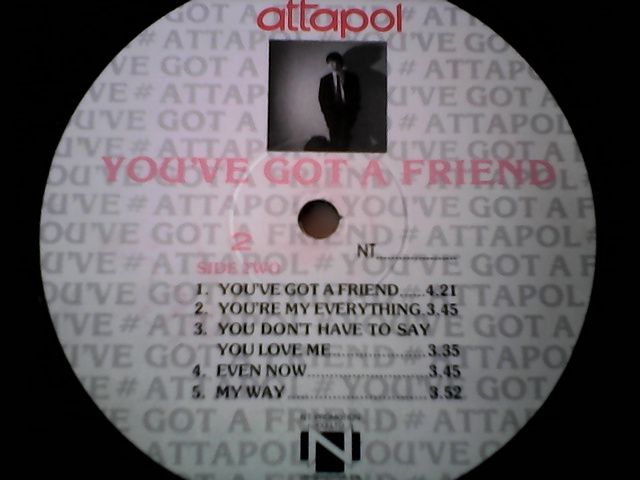 attapol
YOU'VE GOT A FRIEND
2
NT
SIDE TWO
1. YOU'VE GOT A FRIEND......4.21
2. YOU'RE MY EVERYTHING.3.45
3. YOU DON'T HAVE TO SAY
YOU LOVE ME........................3.35
4. EVEN NOW..............................3.45
5. MY WAY...................................3.52
NT PROMOTION
N